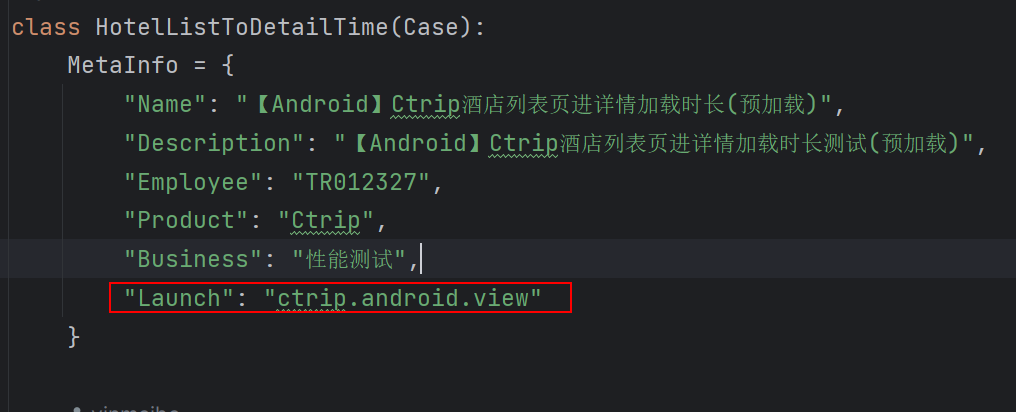 class HotelListToDetailTime(Case):
MetaInfo = {
"Name": "【Android】Ctrip酒店列表页进详情加载时长(预加载)",
"Description": "【Android】Ctrip酒店列表页进详情加载时长测试(预加载)",
"Employee": "TR012327",
"Product": "Ctrip",
"Business": "性能测试",
"Launch": "ctrip.android.view"
}